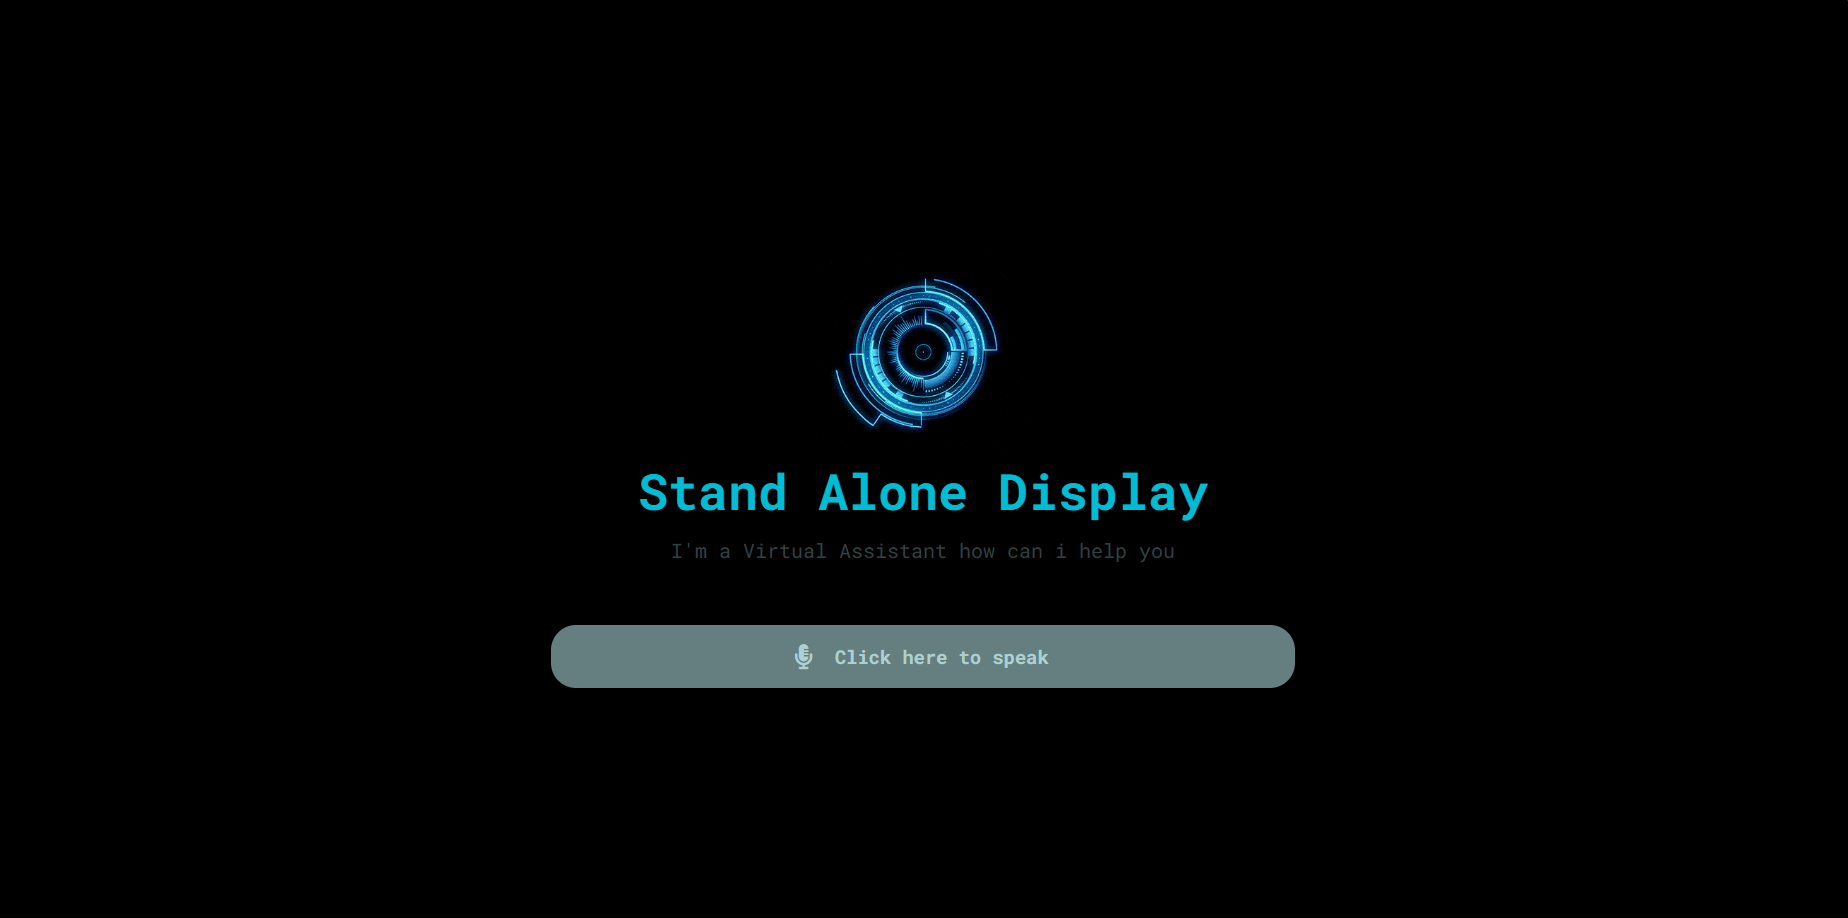 Stand Alone Display
I'm a Virtual Assistant how can i help you
Click here to speak